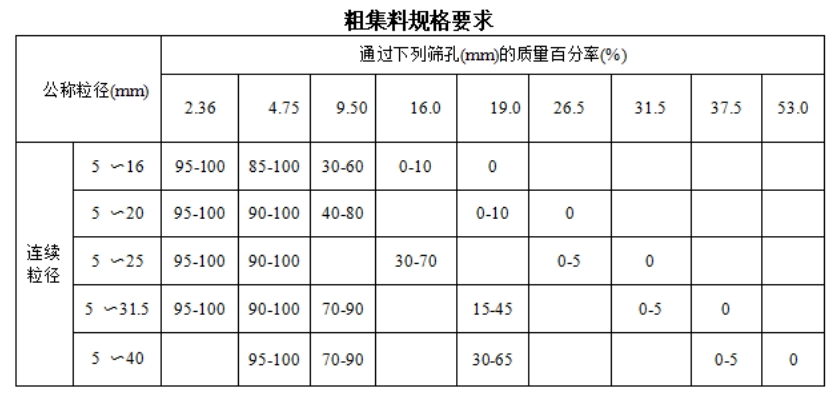 粗集料规格要求
公称粒径(mm) 通过下列筛孔(mm)的质量百分率(%)
2.36 4.75 9.50 16.0 19.0 26.5 31.5 37.5 53.0
连续粒径
5 ∽16 95-100 85-100 30-60 0-10 0
5 ∽20 95-100 90-100 40-80 0-10 0
5 ∽25 95-100 90-100 30-70 0-5 0
5 ∽31.5 95-100 90-100 70-90 15-45 0-5 0
5 ∽40 95-100 70-90 30-65 0-5 0